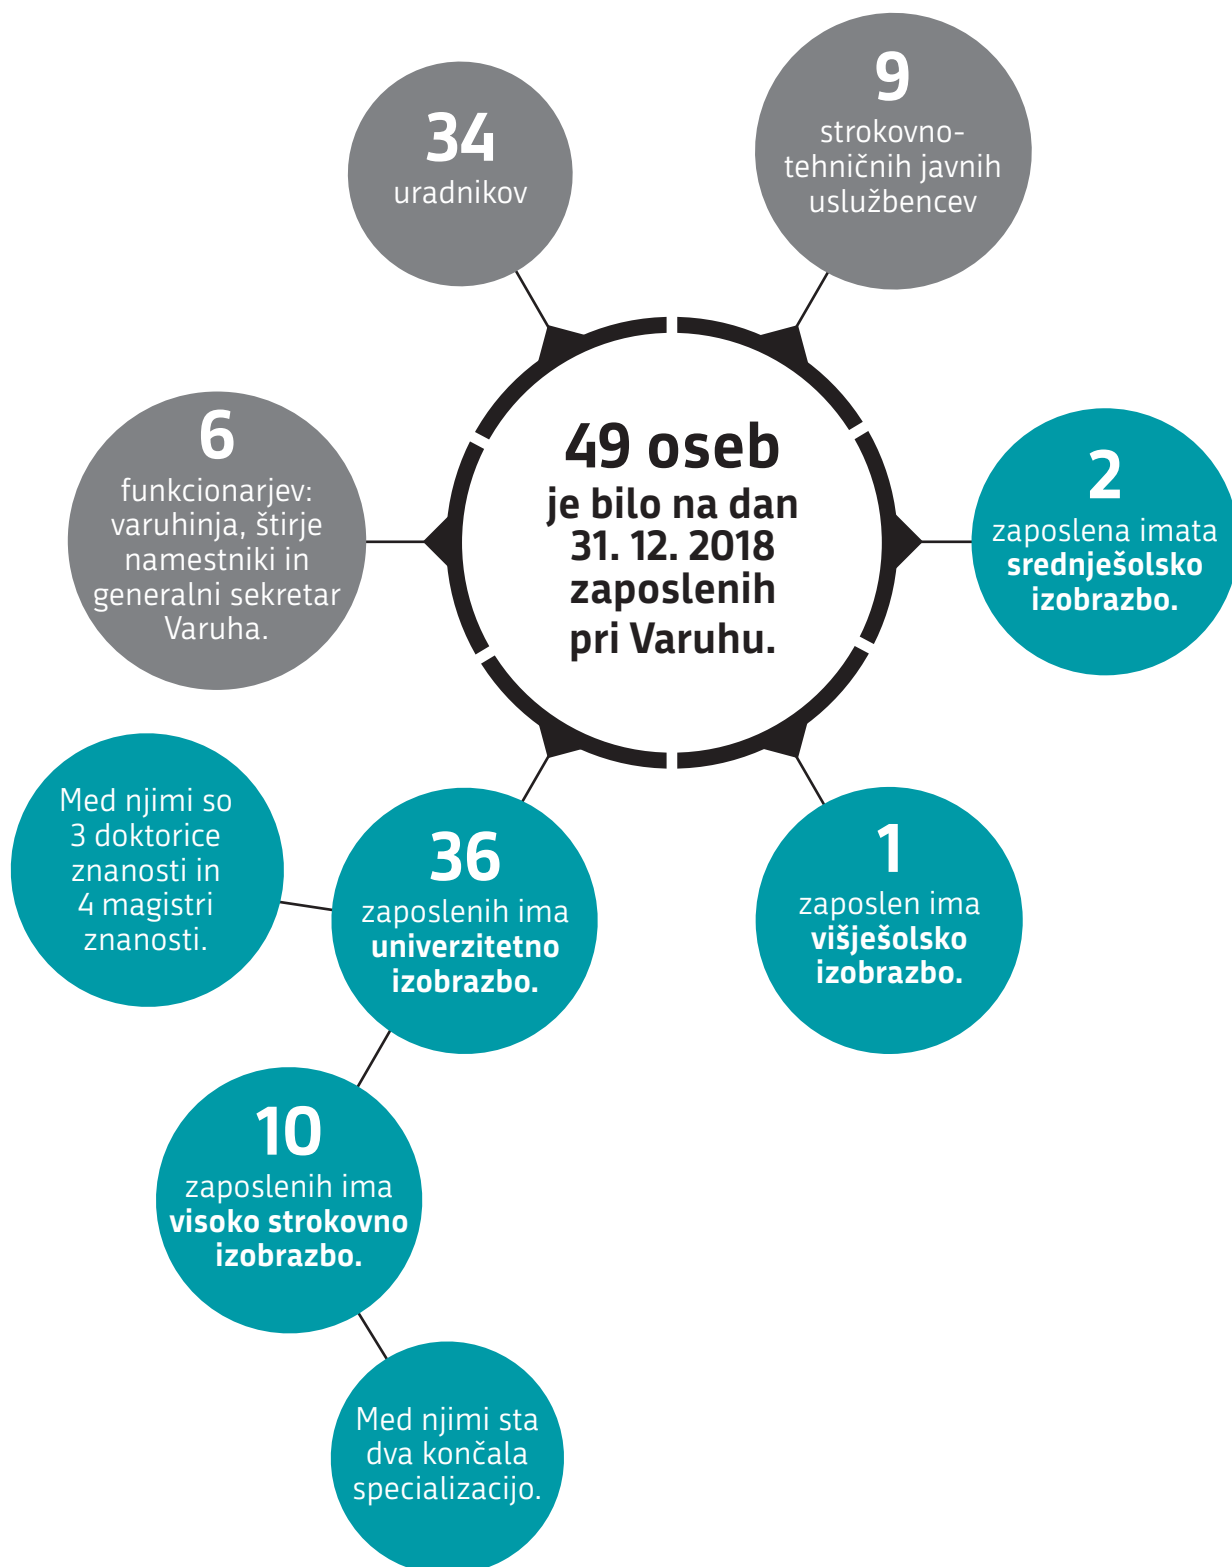 34
uradnikov
9
strokovno-
tehničnih javnih
uslužbencev
6
funkcionarjev:
varuhinja, štirje
namestniki in
generalni sekretar
Varuha.
49 oseb
je bilo na dan
31. 12. 2018
zaposlenih
pri Varuhu.
2
zaposlena imata
srednješolsko
izobrazbo.
Med njimi so
3 doktorice
znanosti in
4 magistri
znanosti.
36
zaposlenih ima
univerzitetno
izobrazbo.
1
zaposlen ima
višješolsko
izobrazbo.
10
zaposlenih ima
visoko strokovno
izobrazbo.
Med njimi sta
dva končala
specializacijo.